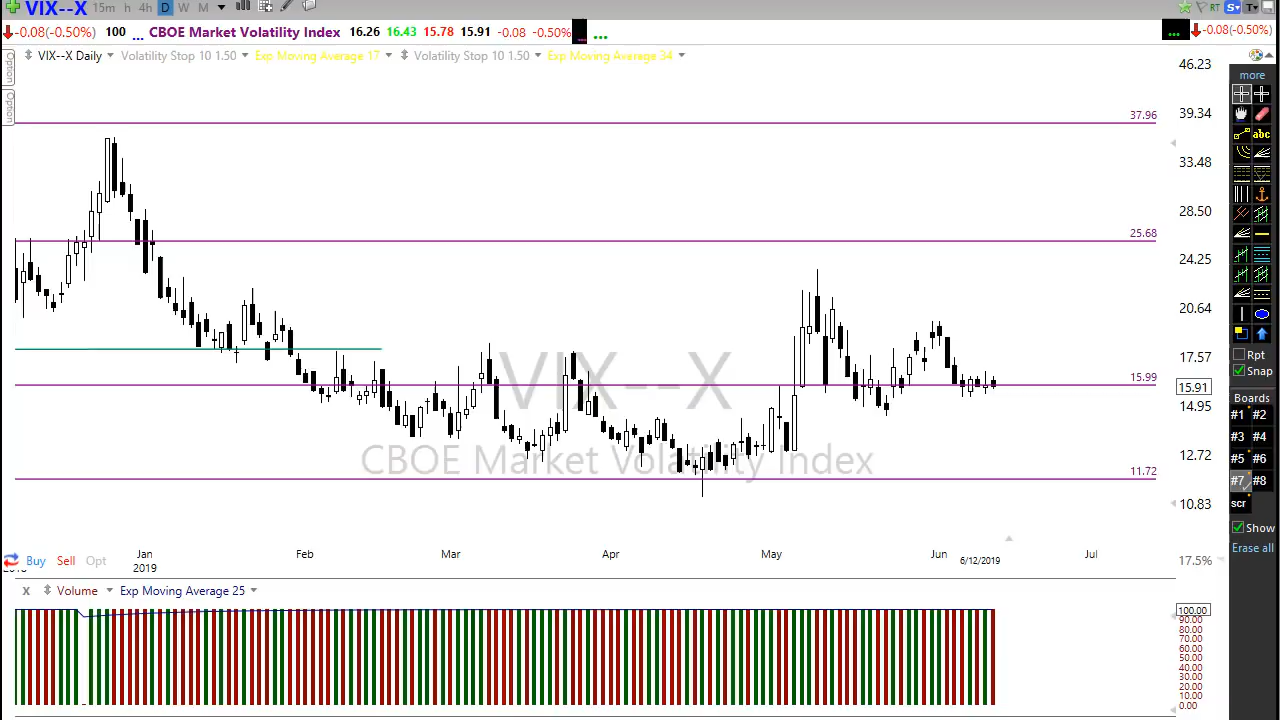 VIX--X 15m h 4h D W M RT S T
-0.08(-0.50%) 100 ... CBOE Market Volatility Index 16.26 16.43 15.78 15.91 -0.08 -0.50% ... ... -0.08(-0.50%)
Option
Option
VIX--X Daily Volatility Stop 10 1.50 Exp Moving Average 17 Volatility Stop 10 1.50 Exp Moving Average 34
46.23
39.34
33.48
28.50
24.25
20.64
17.57
15.91
14.95
12.72
10.83
17.5%
37.96
25.68
15.99
11.72
VIX--X
CBOE Market Volatility Index
Buy Sell Opt
Jan Feb Mar Apr May Jun Jul
2019 6/12/2019
X Volume Exp Moving Average 25
100.00
90.00
80.00
70.00
60.00
50.00
40.00
30.00
20.00
10.00
0.00
more
abc
Rpt
Snap
Boards
#1 #2
#3 #4
#5 #6
#7 #8
scr
Show
Erase all